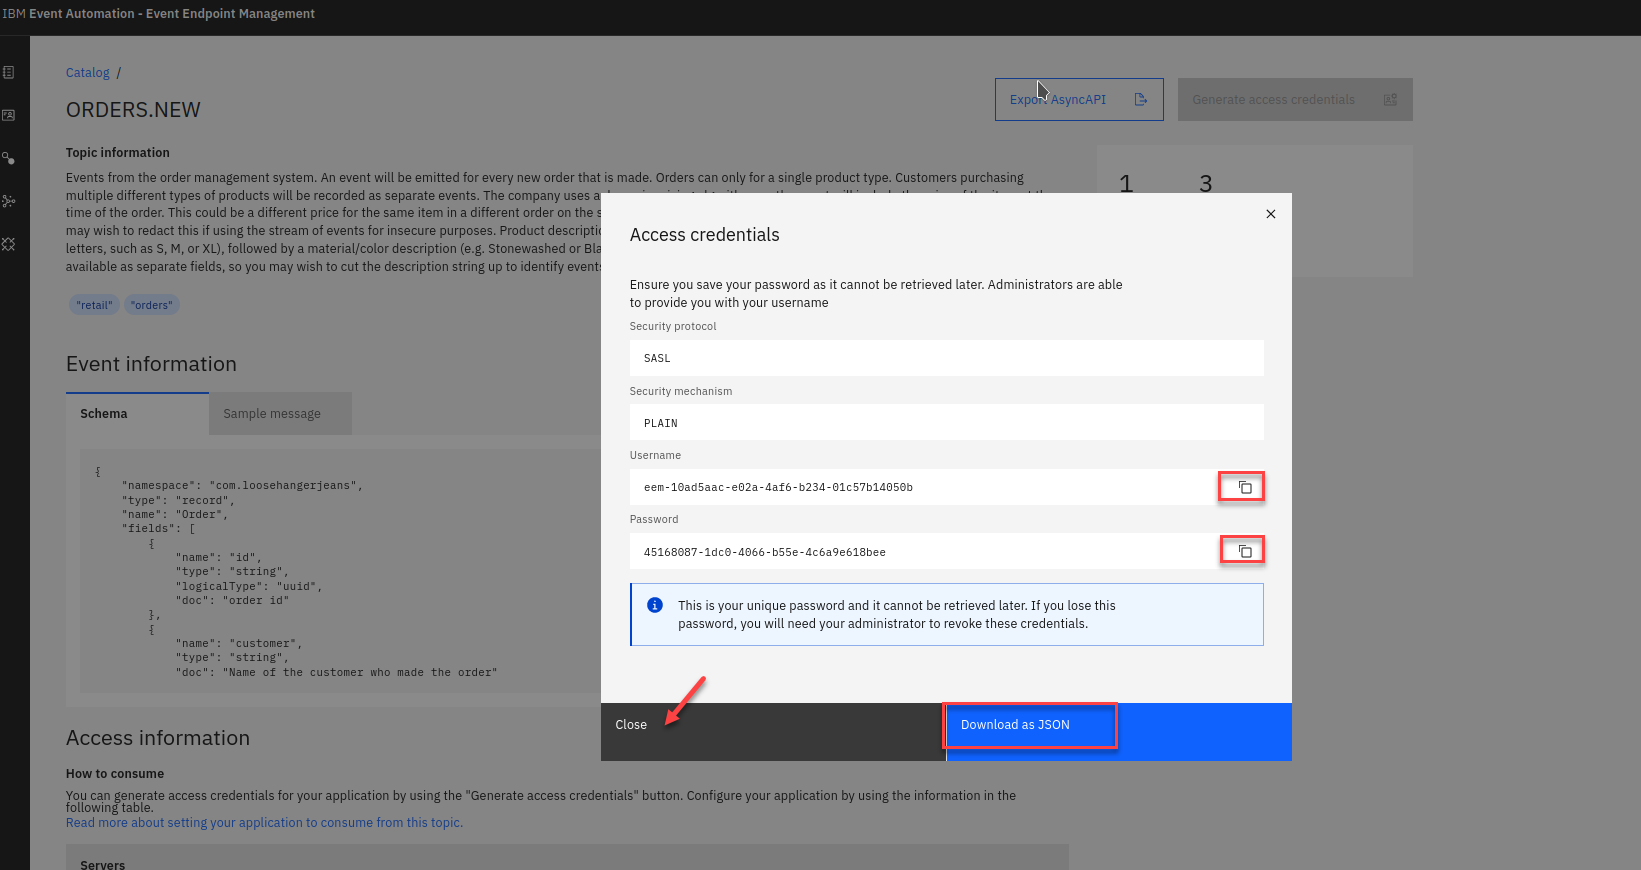 IBM Event Automation - Event Endpoint Management
Catalog /
ORDERS.NEW
Export AsyncAPI
Generate access credentials
Topic information
Events from the order management system. An event will be emitted for every new order that is made. Orders can only for a single product type. Customers purchasing
multiple different types of products will be recorded as separate events. The company uses a
time of the order. This could be a different price for the same item in a different order on the s
may wish to redact this if using the stream of events for insecure purposes. Product descriptio
letters, such as S, M, or XL), followed by a material/color description (e.g. Stonewashed or Bla
available as separate fields, so you may wish to cut the description string up to identify events
1 3
"retail" "orders"
Event information
Schema
Sample message
{
"namespace": "com.loosehangerjeans",
"type": "record",
"name": "Order",
"fields": [
{
"name": "id",
"type": "string",
"logicalType": "uuid",
"doc": "order id"
},
{
"name": "customer",
"type": "string",
"doc": "Name of the customer who made the order"
Access information
How to consume
You can generate access credentials for your application by using the "Generate access credentials" button. Configure your application by using the information in the
following table.
Read more about setting your application to consume from this topic.
Servers
Access credentials
Ensure you save your password as it cannot be retrieved later. Administrators are able
to provide you with your username
Security protocol
SASL
Security mechanism
PLAIN
Username
eem-10ad5aac-e02a-4af6-b234-01c57b14050b
Password
45168087-1dc0-4066-b55e-4c6a9e618bee
This is your unique password and it cannot be retrieved later. If you lose this
password, you will need your administrator to revoke these credentials.
Close
Download as JSON